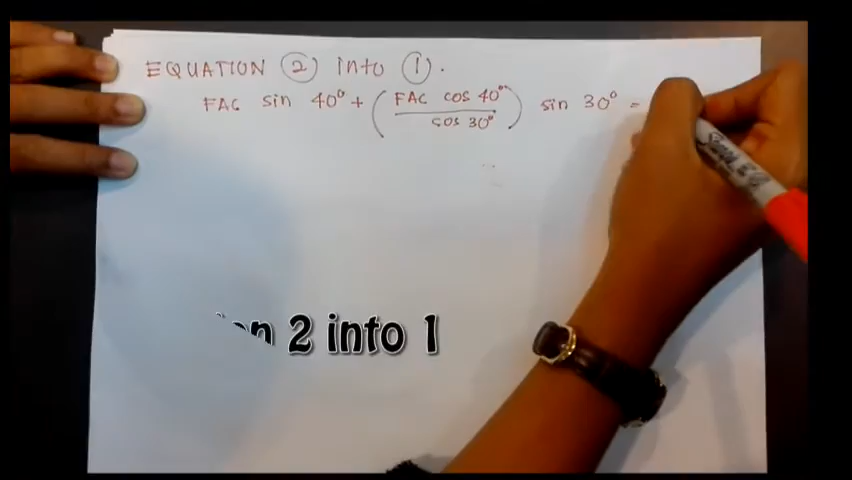 EQUATION ② into ①.
FAC sin 40° + ( FAC cos 40° / cos 30° ) sin 30° =
2 into 1